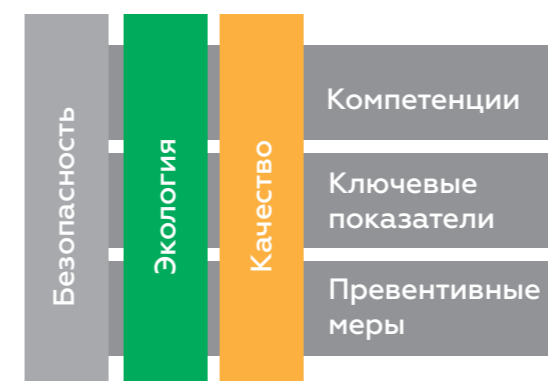 Безопасность
Экология
Качество
Компетенции
Ключевые
показатели
Превентивные
меры